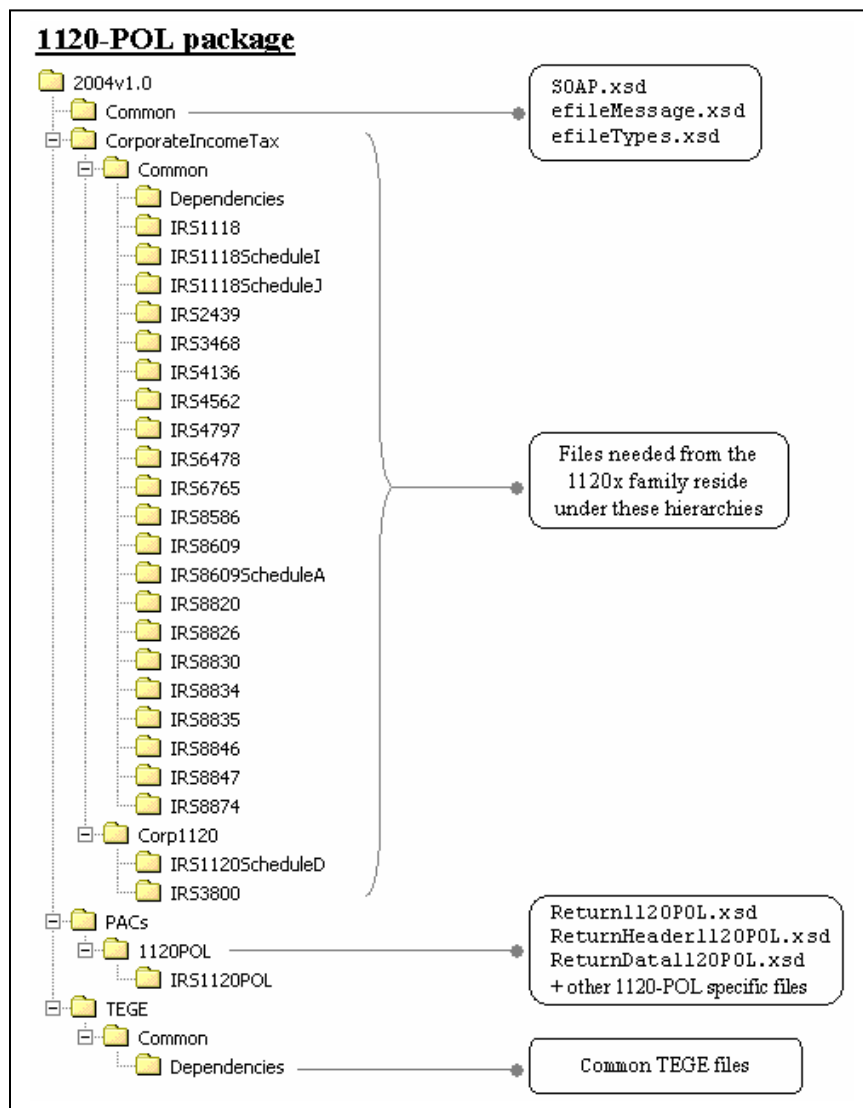 1120-POL package
2004v1.0
Common
SOAP.xsd
efileMessage.xsd
efileTypes.xsd
CorporateIncomeTax
Common
Dependencies
IRS1118
IRS1118ScheduleI
IRS1118ScheduleJ
IRS2439
IRS3468
IRS4136
IRS4562
IRS4797
IRS6478
IRS6765
IRS8586
IRS8609
IRS8609ScheduleA
IRS8820
IRS8826
IRS8830
IRS8834
IRS8835
IRS8846
IRS8847
IRS8874
Files needed from the
1120x family reside
under these hierarchies
Corp1120
IRS1120ScheduleD
IRS3800
PACs
1120POL
IRS1120POL
Return1120POL.xsd
ReturnHeader1120POL.xsd
ReturnData1120POL.xsd
+ other 1120-POL specific files
TEGE
Common
Dependencies
Common TEGE files